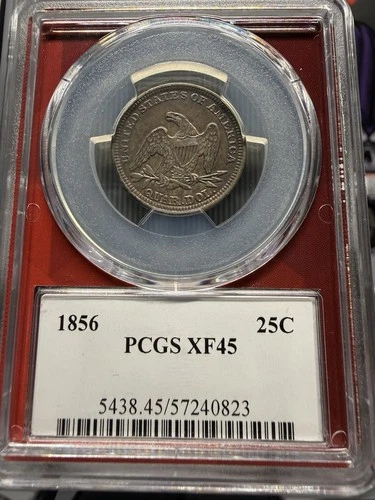 UNITED STATES OF AMERICA
QUAR. DOL.
1856 25C
PCGS XF45
5438.45/57240823